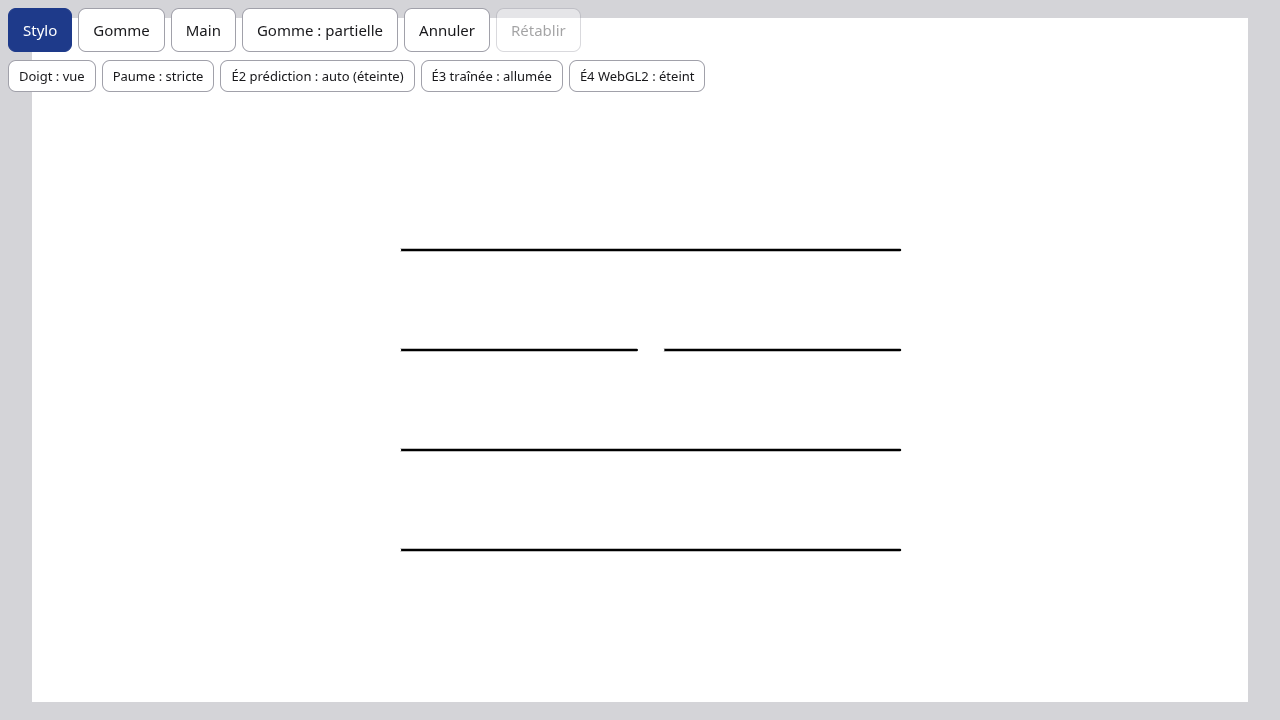 Stylo Gomme Main Gomme : partielle Annuler Rétablir
Doigt : vue Paume : stricte É2 prédiction : auto (éteinte) É3 traînée : allumée É4 WebGL2 : éteint